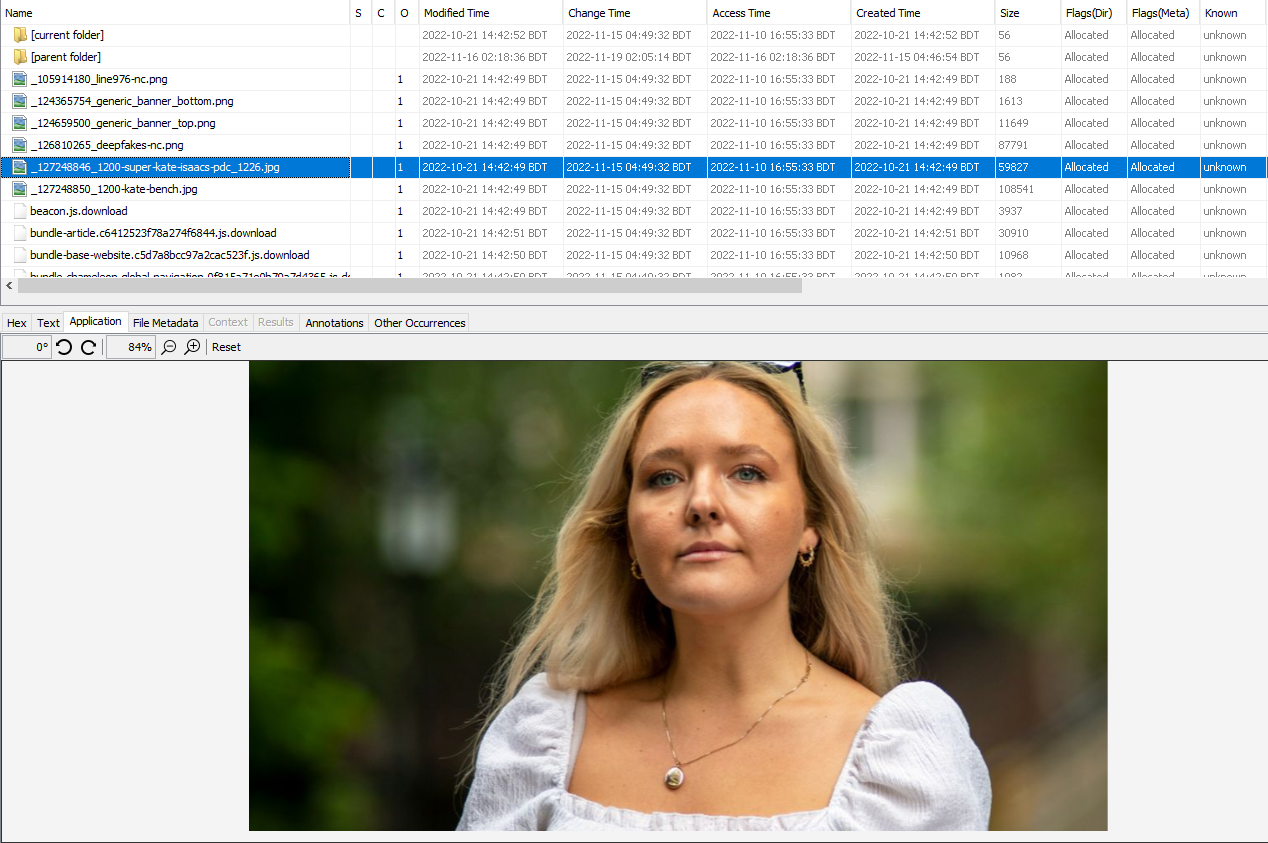 Name S C O Modified Time Change Time Access Time Created Time Size Flags(Dir) Flags(Meta) Known
[current folder] 2022-10-21 14:42:52 BDT 2022-11-15 04:49:32 BDT 2022-11-10 16:55:33 BDT 2022-10-21 14:42:52 BDT 56 Allocated Allocated unknown
[parent folder] 2022-11-16 02:18:36 BDT 2022-11-19 02:05:14 BDT 2022-11-16 02:18:36 BDT 2022-11-15 04:46:54 BDT 56 Allocated Allocated unknown
_105914180_line976-nc.png 1 2022-10-21 14:42:49 BDT 2022-11-15 04:49:32 BDT 2022-11-10 16:55:33 BDT 2022-10-21 14:42:49 BDT 188 Allocated Allocated unknown
_124365754_generic_banner_bottom.png 1 2022-10-21 14:42:49 BDT 2022-11-15 04:49:32 BDT 2022-11-10 16:55:33 BDT 2022-10-21 14:42:49 BDT 1613 Allocated Allocated unknown
_124659500_generic_banner_top.png 1 2022-10-21 14:42:49 BDT 2022-11-15 04:49:32 BDT 2022-11-10 16:55:33 BDT 2022-10-21 14:42:49 BDT 11649 Allocated Allocated unknown
_126810265_deepfakes-nc.png 1 2022-10-21 14:42:49 BDT 2022-11-15 04:49:32 BDT 2022-11-10 16:55:33 BDT 2022-10-21 14:42:49 BDT 87791 Allocated Allocated unknown
_127248846_1200-super-kate-isaacs-pdc_1226.jpg 1 2022-10-21 14:42:49 BDT 2022-11-15 04:49:32 BDT 2022-11-10 16:55:33 BDT 2022-10-21 14:42:49 BDT 59827 Allocated Allocated unknown
_127248850_1200-kate-bench.jpg 1 2022-10-21 14:42:49 BDT 2022-11-15 04:49:32 BDT 2022-11-10 16:55:33 BDT 2022-10-21 14:42:49 BDT 108541 Allocated Allocated unknown
beacon.js.download 1 2022-10-21 14:42:49 BDT 2022-11-15 04:49:32 BDT 2022-11-10 16:55:33 BDT 2022-10-21 14:42:49 BDT 3937 Allocated Allocated unknown
bundle-article.c6412523f78a274f6844.js.download 1 2022-10-21 14:42:51 BDT 2022-11-15 04:49:32 BDT 2022-11-10 16:55:33 BDT 2022-10-21 14:42:51 BDT 30910 Allocated Allocated unknown
bundle-base-website.c5d7a8bcc97a2cac523f.js.download 1 2022-10-21 14:42:50 BDT 2022-11-15 04:49:32 BDT 2022-11-10 16:55:33 BDT 2022-10-21 14:42:50 BDT 10968 Allocated Allocated unknown
Hex Text Application File Metadata Context Results Annotations Other Occurrences
0° 84% Reset